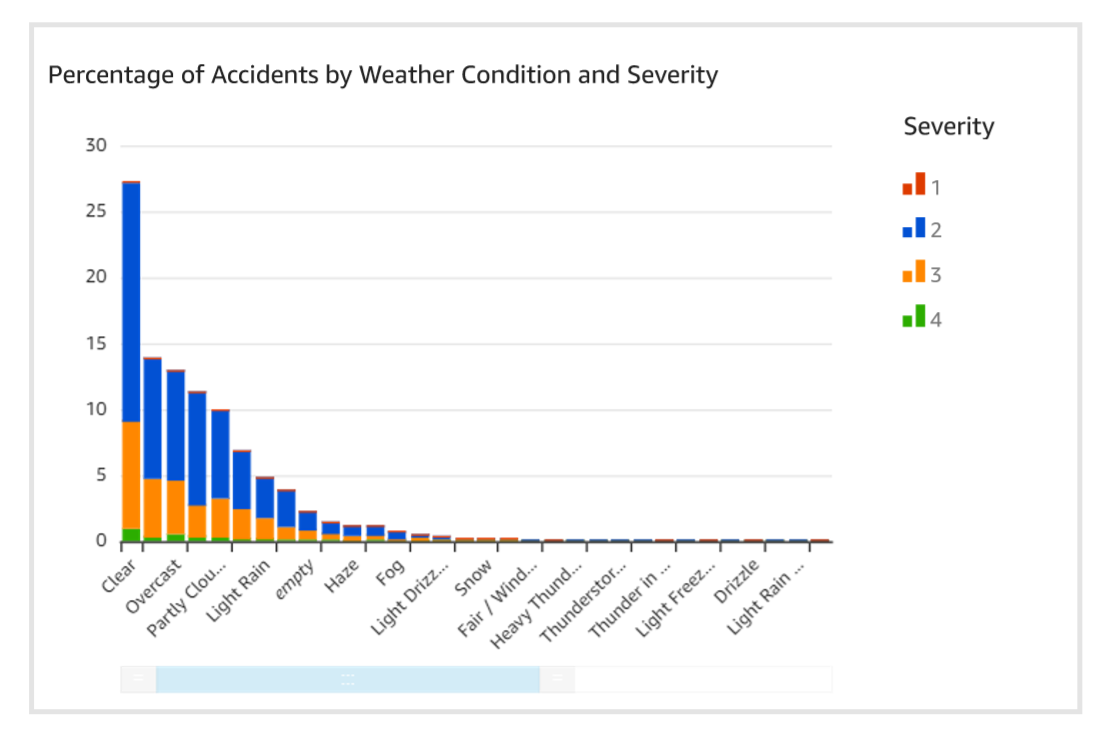 Percentage of Accidents by Weather Condition and Severity
Severity
1
2
3
4
30
25
20
15
10
5
0
Clear
Overcast
Partly Clou...
Light Rain
empty
Haze
Fog
Light Drizz...
Snow
Fair / Wind...
Heavy Thund...
Thunderstor...
Thunder in ...
Light Freez...
Drizzle
Light Rain ...